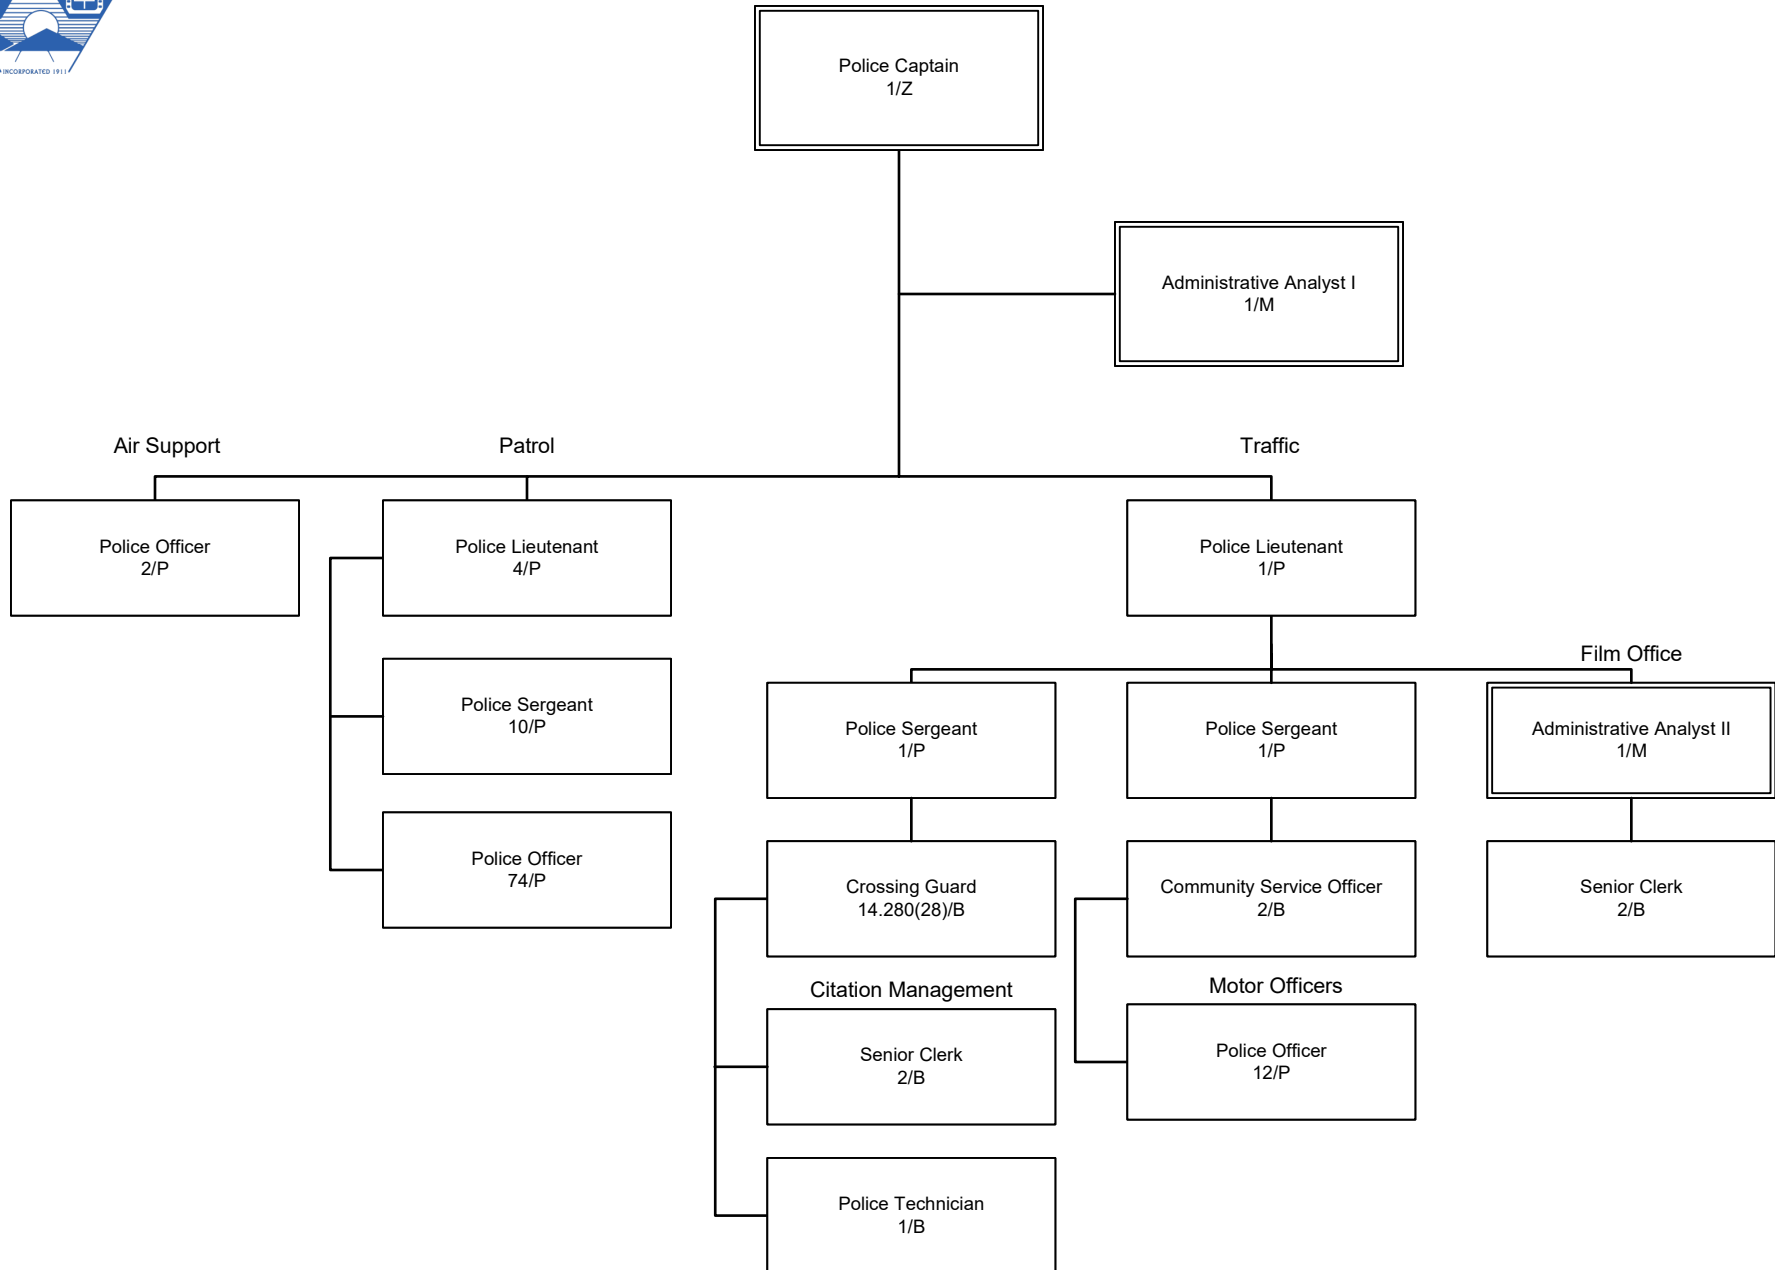 INCORPORATED 1911
Police Captain
1/Z
Administrative Analyst I
1/M
Air Support
Patrol
Traffic
Police Officer
2/P
Police Lieutenant
4/P
Police Lieutenant
1/P
Film Office
Police Sergeant
10/P
Police Sergeant
1/P
Police Sergeant
1/P
Administrative Analyst II
1/M
Police Officer
74/P
Crossing Guard
14.280(28)/B
Community Service Officer
2/B
Senior Clerk
2/B
Citation Management
Motor Officers
Senior Clerk
2/B
Police Officer
12/P
Police Technician
1/B